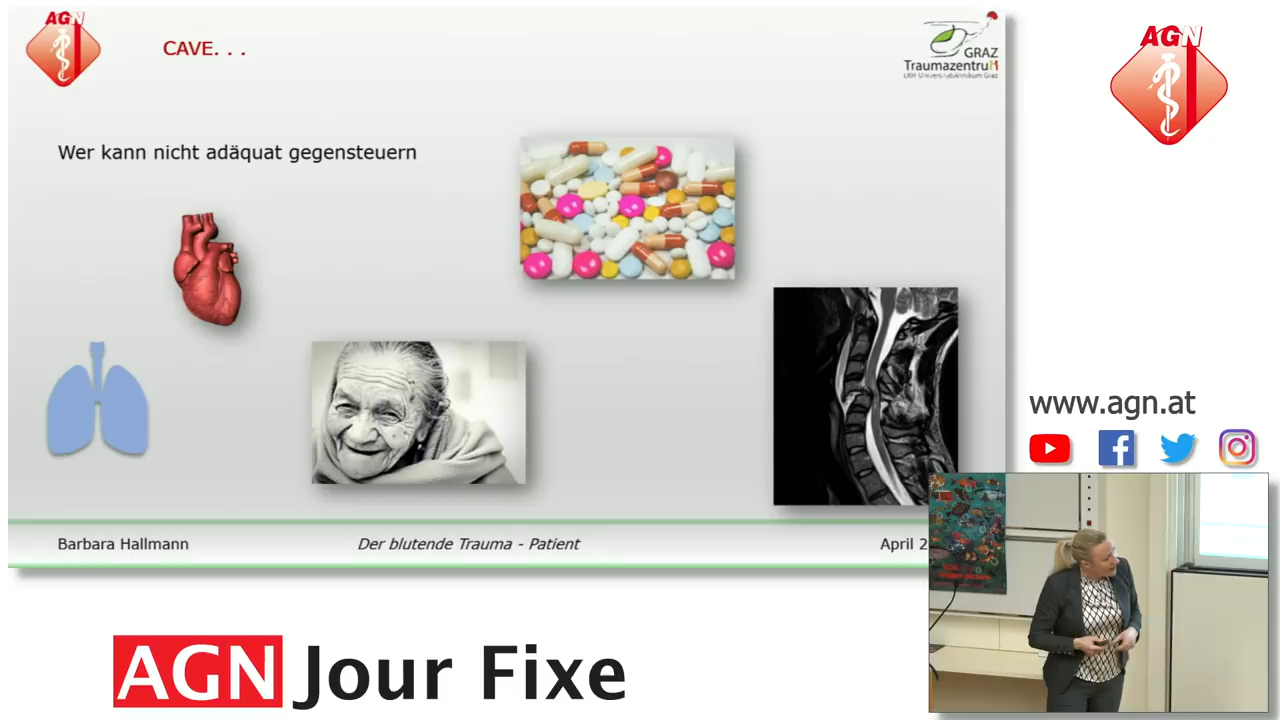 AGN
CAVE. . .
GRAZ
Traumazentrum
LKH Universitätsklinikum Graz
AGN
Wer kann nicht adäquat gegensteuern
www.agn.at
Barbara Hallmann
Der blutende Trauma - Patient
April 2
AGN Jour Fixe